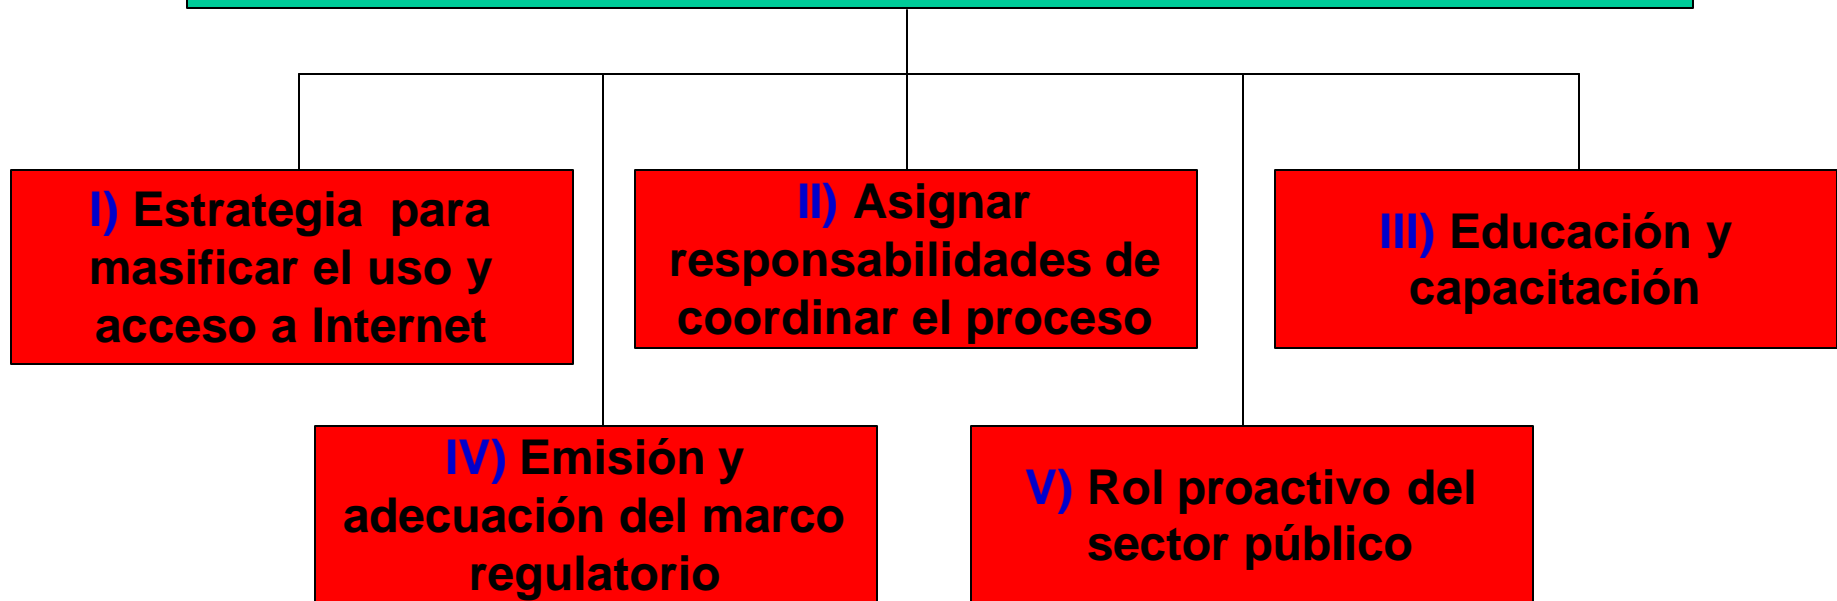 I) Estrategia para
masificar el uso y
acceso a Internet
II) Asignar
responsabilidades de
coordinar el proceso
III) Educación y
capacitación
IV) Emisión y
adecuación del marco
regulatorio
V) Rol proactivo del
sector público